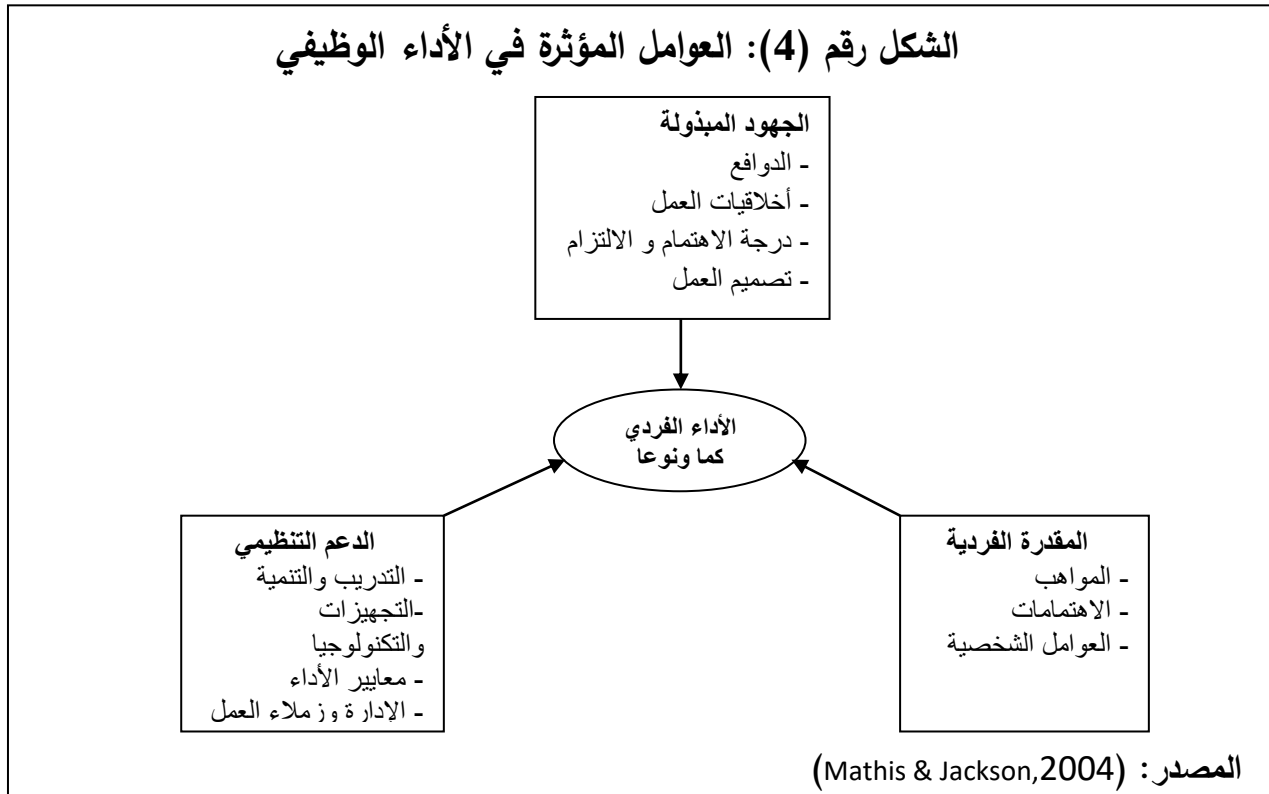 الشكل رقم (4): العوامل المؤثرة في الأداء الوظيفي
الجهود المبذولة
- الدوافع
- أخلاقيات العمل
- درجة الاهتمام و الالتزام
- تصميم العمل
الأداء الفردي
كما ونوعا
المقدرة الفردية
- المواهب
- الاهتمامات
- العوامل الشخصية
الدعم التنظيمي
- التدريب والتنمية
-التجهيزات
والتكنولوجيا
- معايير الأداء
- الإدارة وزملاء العمل
المصدر: (Mathis & Jackson,2004)